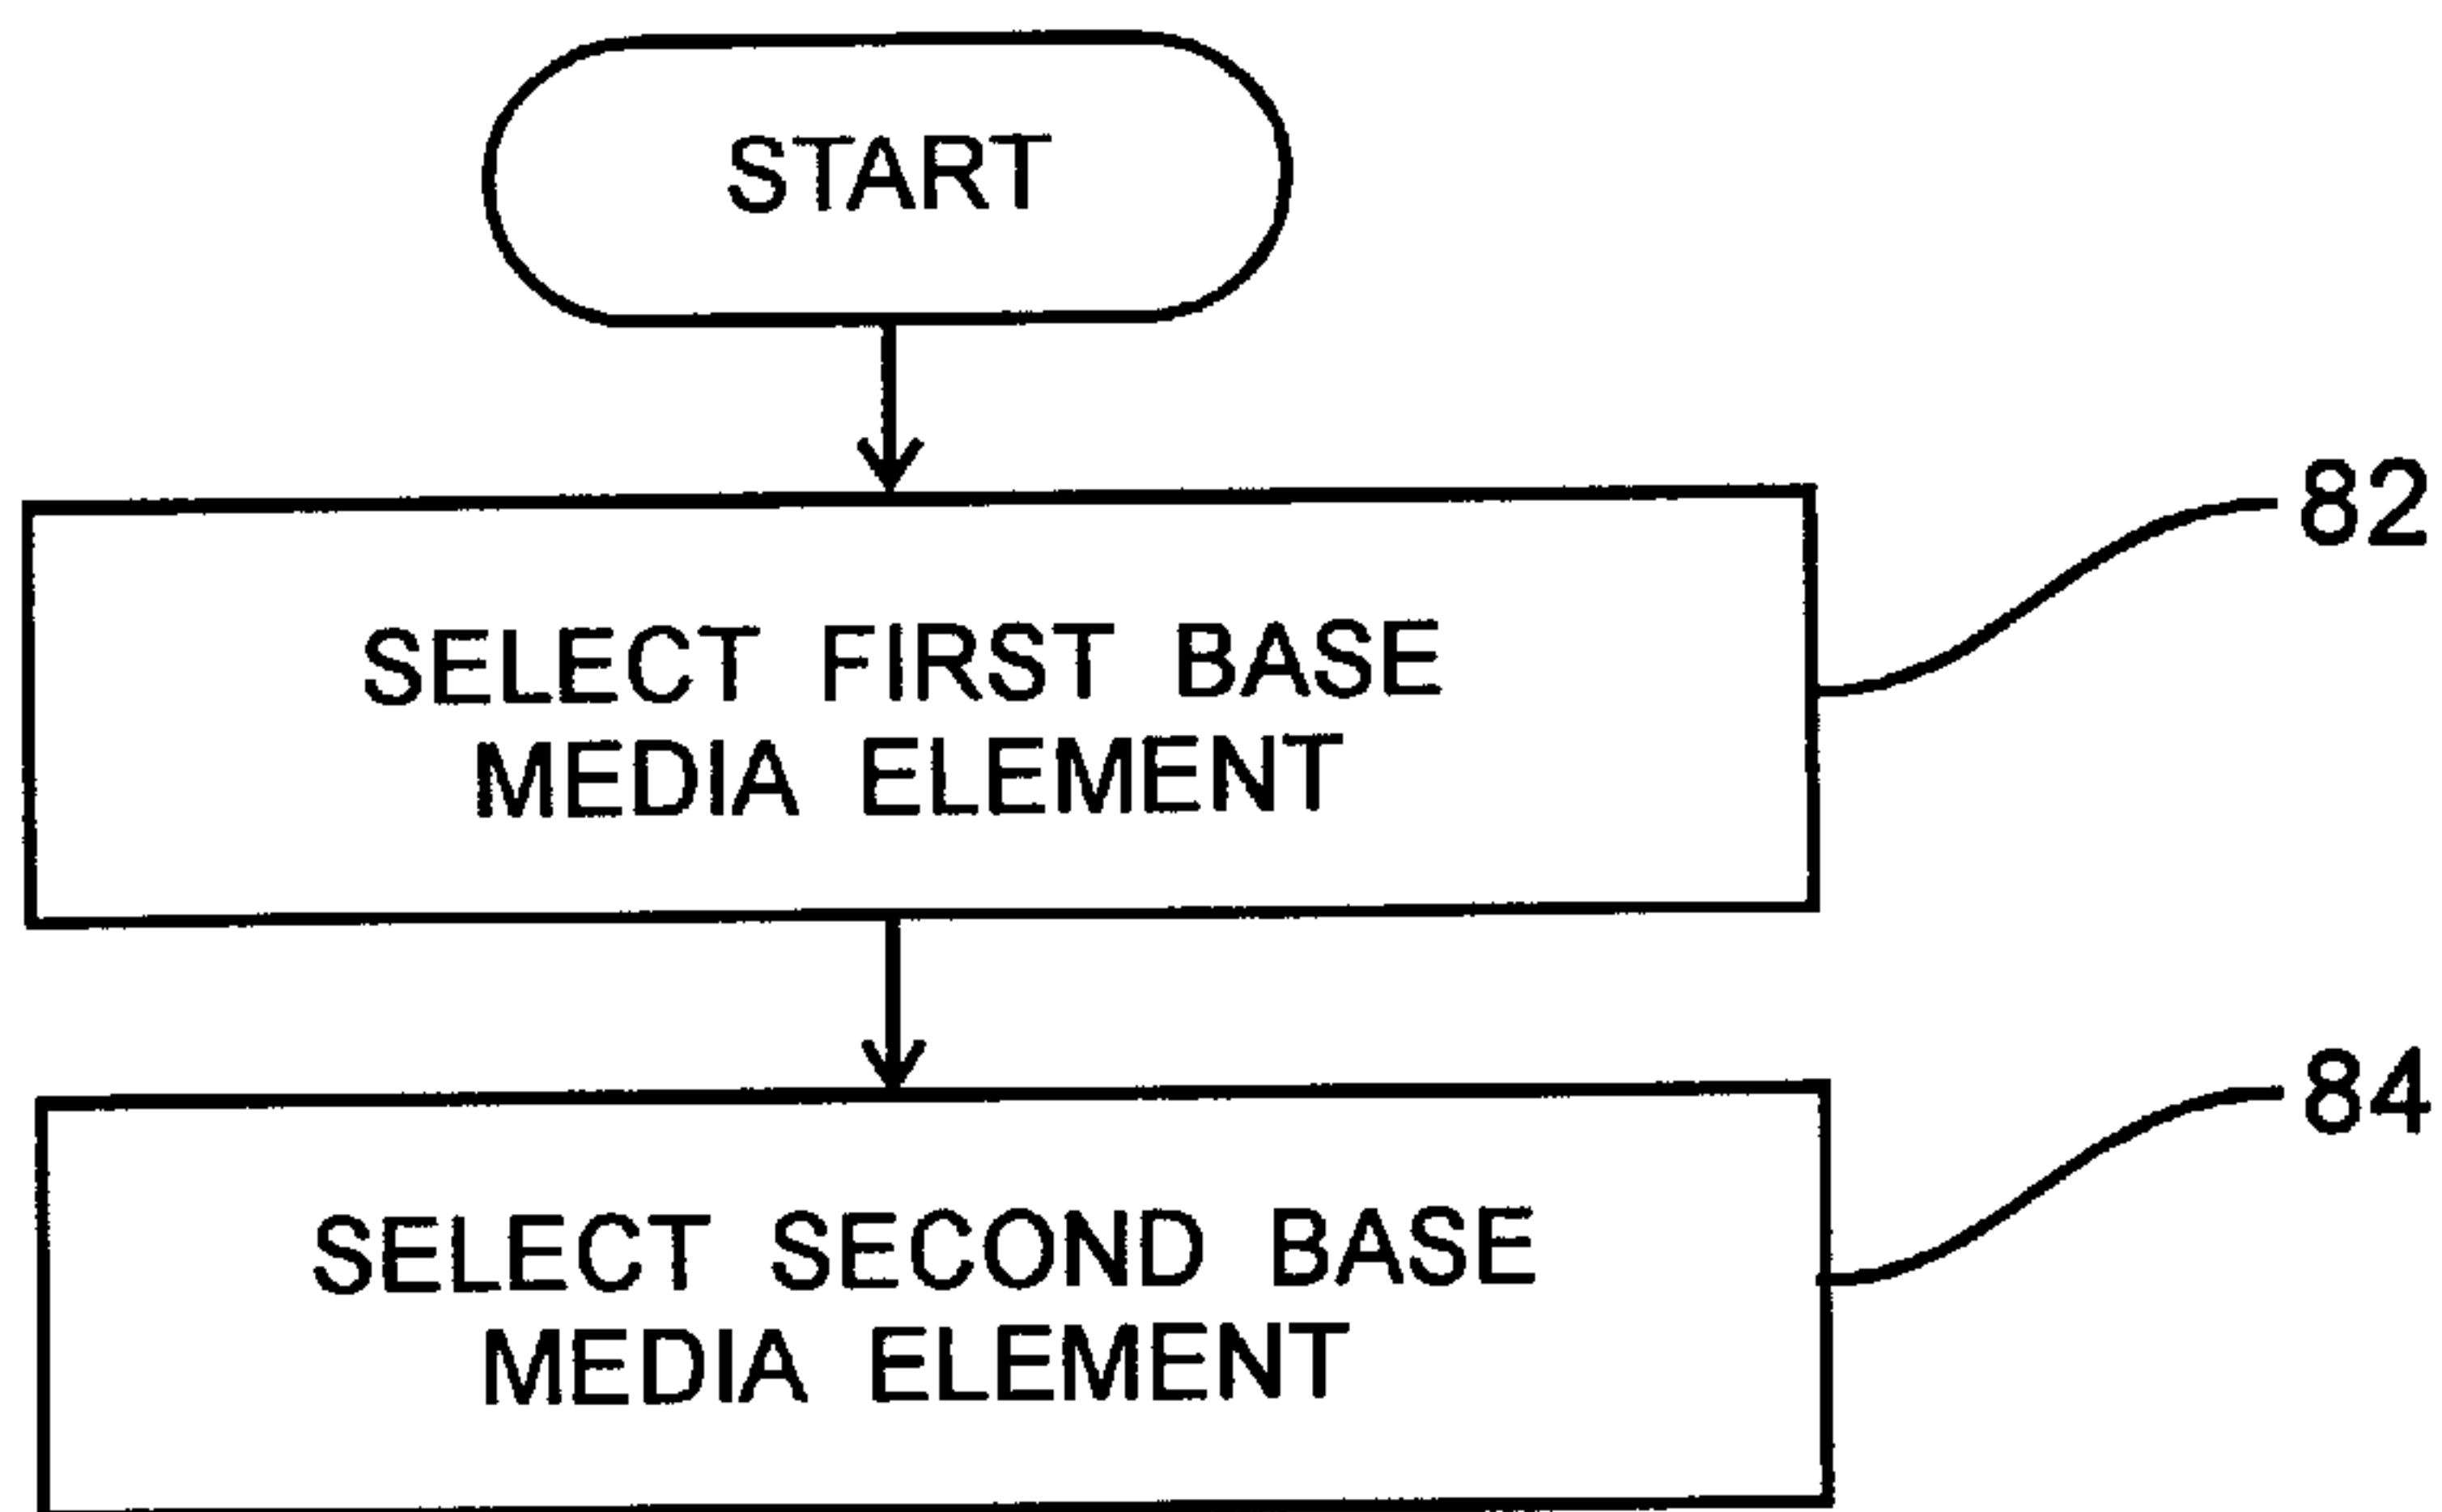 START
82
SELECT FIRST BASE
MEDIA ELEMENT
84
SELECT SECOND BASE
MEDIA ELEMENT